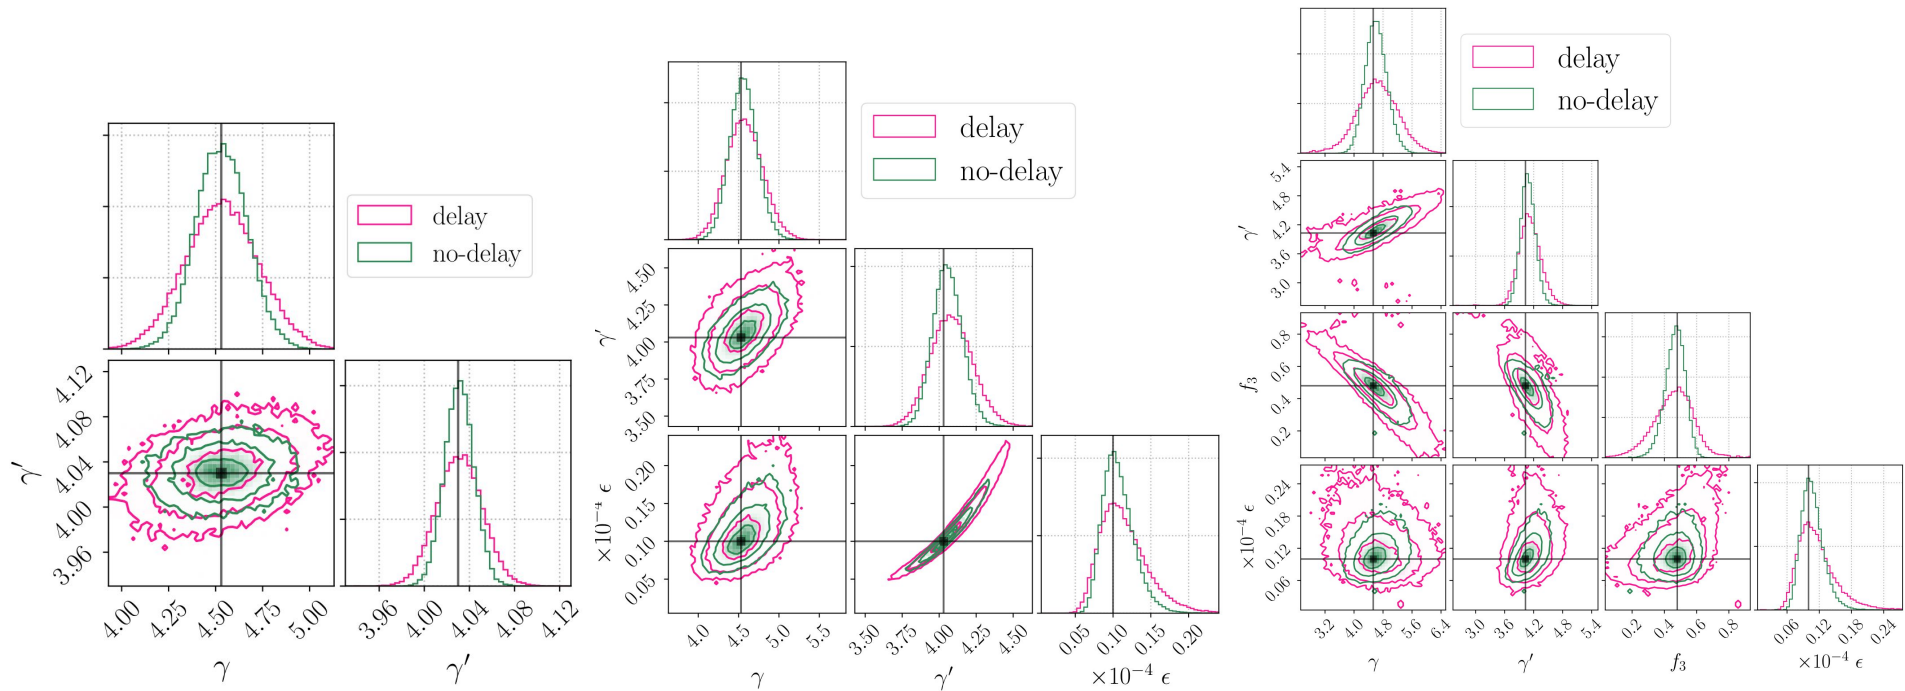 delay
no-delay
4.12
4.08
4.04
4.00
3.96
γ′
4.00 4.25 4.50 4.75 5.00
γ
3.96 4.00 4.04 4.08 4.12
γ′
delay
no-delay
4.50
4.25
4.00
3.75
3.50
γ′
0.20
0.15
0.10
0.05
×10⁻⁴ ϵ
4.0 4.5 5.0 5.5
γ
3.50 3.75 4.00 4.25 4.50
γ′
0.05 0.10 0.15 0.20
×10⁻⁴ ϵ
delay
no-delay
5.4
4.8
4.2
3.6
3.0
γ′
0.8
0.6
0.4
0.2
f₃
0.24
0.18
0.12
0.06
×10⁻⁴ ϵ
3.2 4.0 4.8 5.6 6.4
γ
3.0 3.6 4.2 4.8 5.4
γ′
0.2 0.4 0.6 0.8
f₃
0.06 0.12 0.18 0.24
×10⁻⁴ ϵ